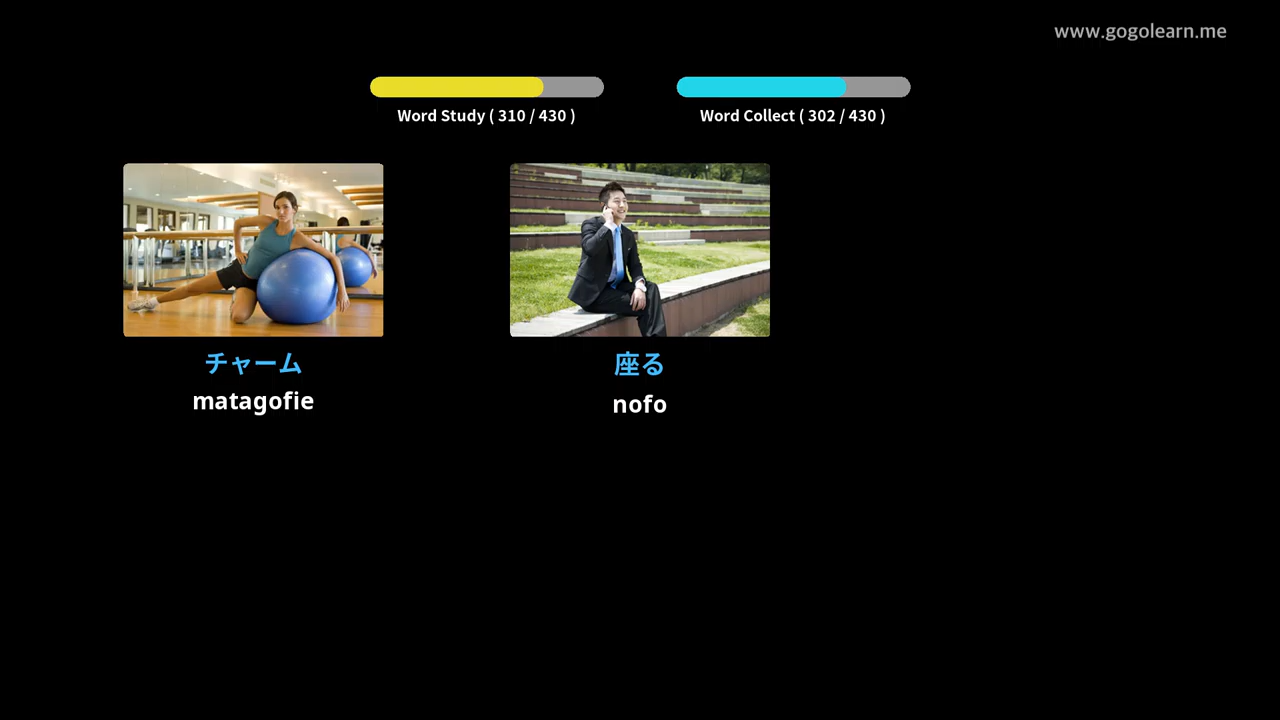 www.gogolearn.me
Word Study ( 310 / 430 )
Word Collect ( 302 / 430 )
チャーム
座る
matagofie
nofo